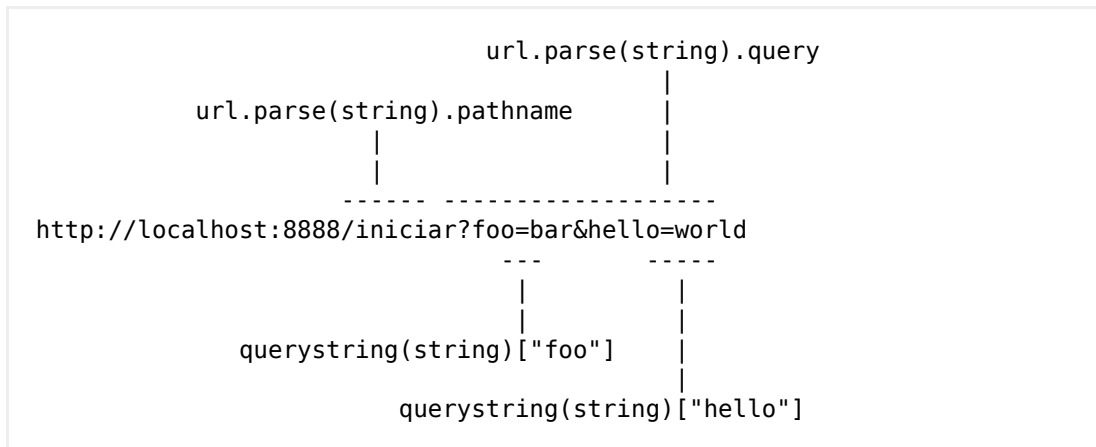 url.parse(string).query
|
url.parse(string).pathname |
| |
| |
------ -------------------
http://localhost:8888/iniciar?foo=bar&hello=world
--- -----
| |
| |
querystring(string)["foo"] |
|
querystring(string)["hello"]